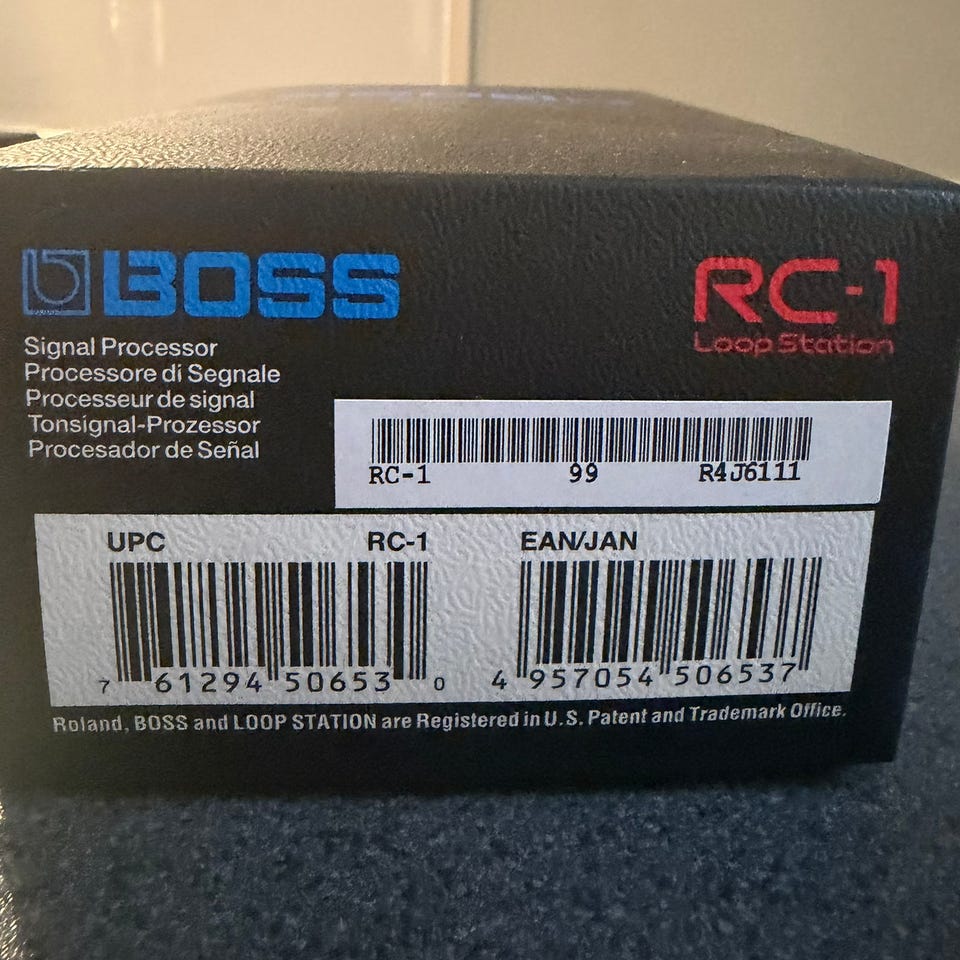 BOSS
RC-1
Loop Station
Signal Processor
Processore di Segnale
Processeur de signal
Tonsignal-Prozessor
Procesador de Señal
RC-1 99 R4J6111
UPC RC-1 EAN/JAN
7 61294 50653 0 4 957054 506537
Roland, BOSS and LOOP STATION are Registered in U.S. Patent and Trademark Office.